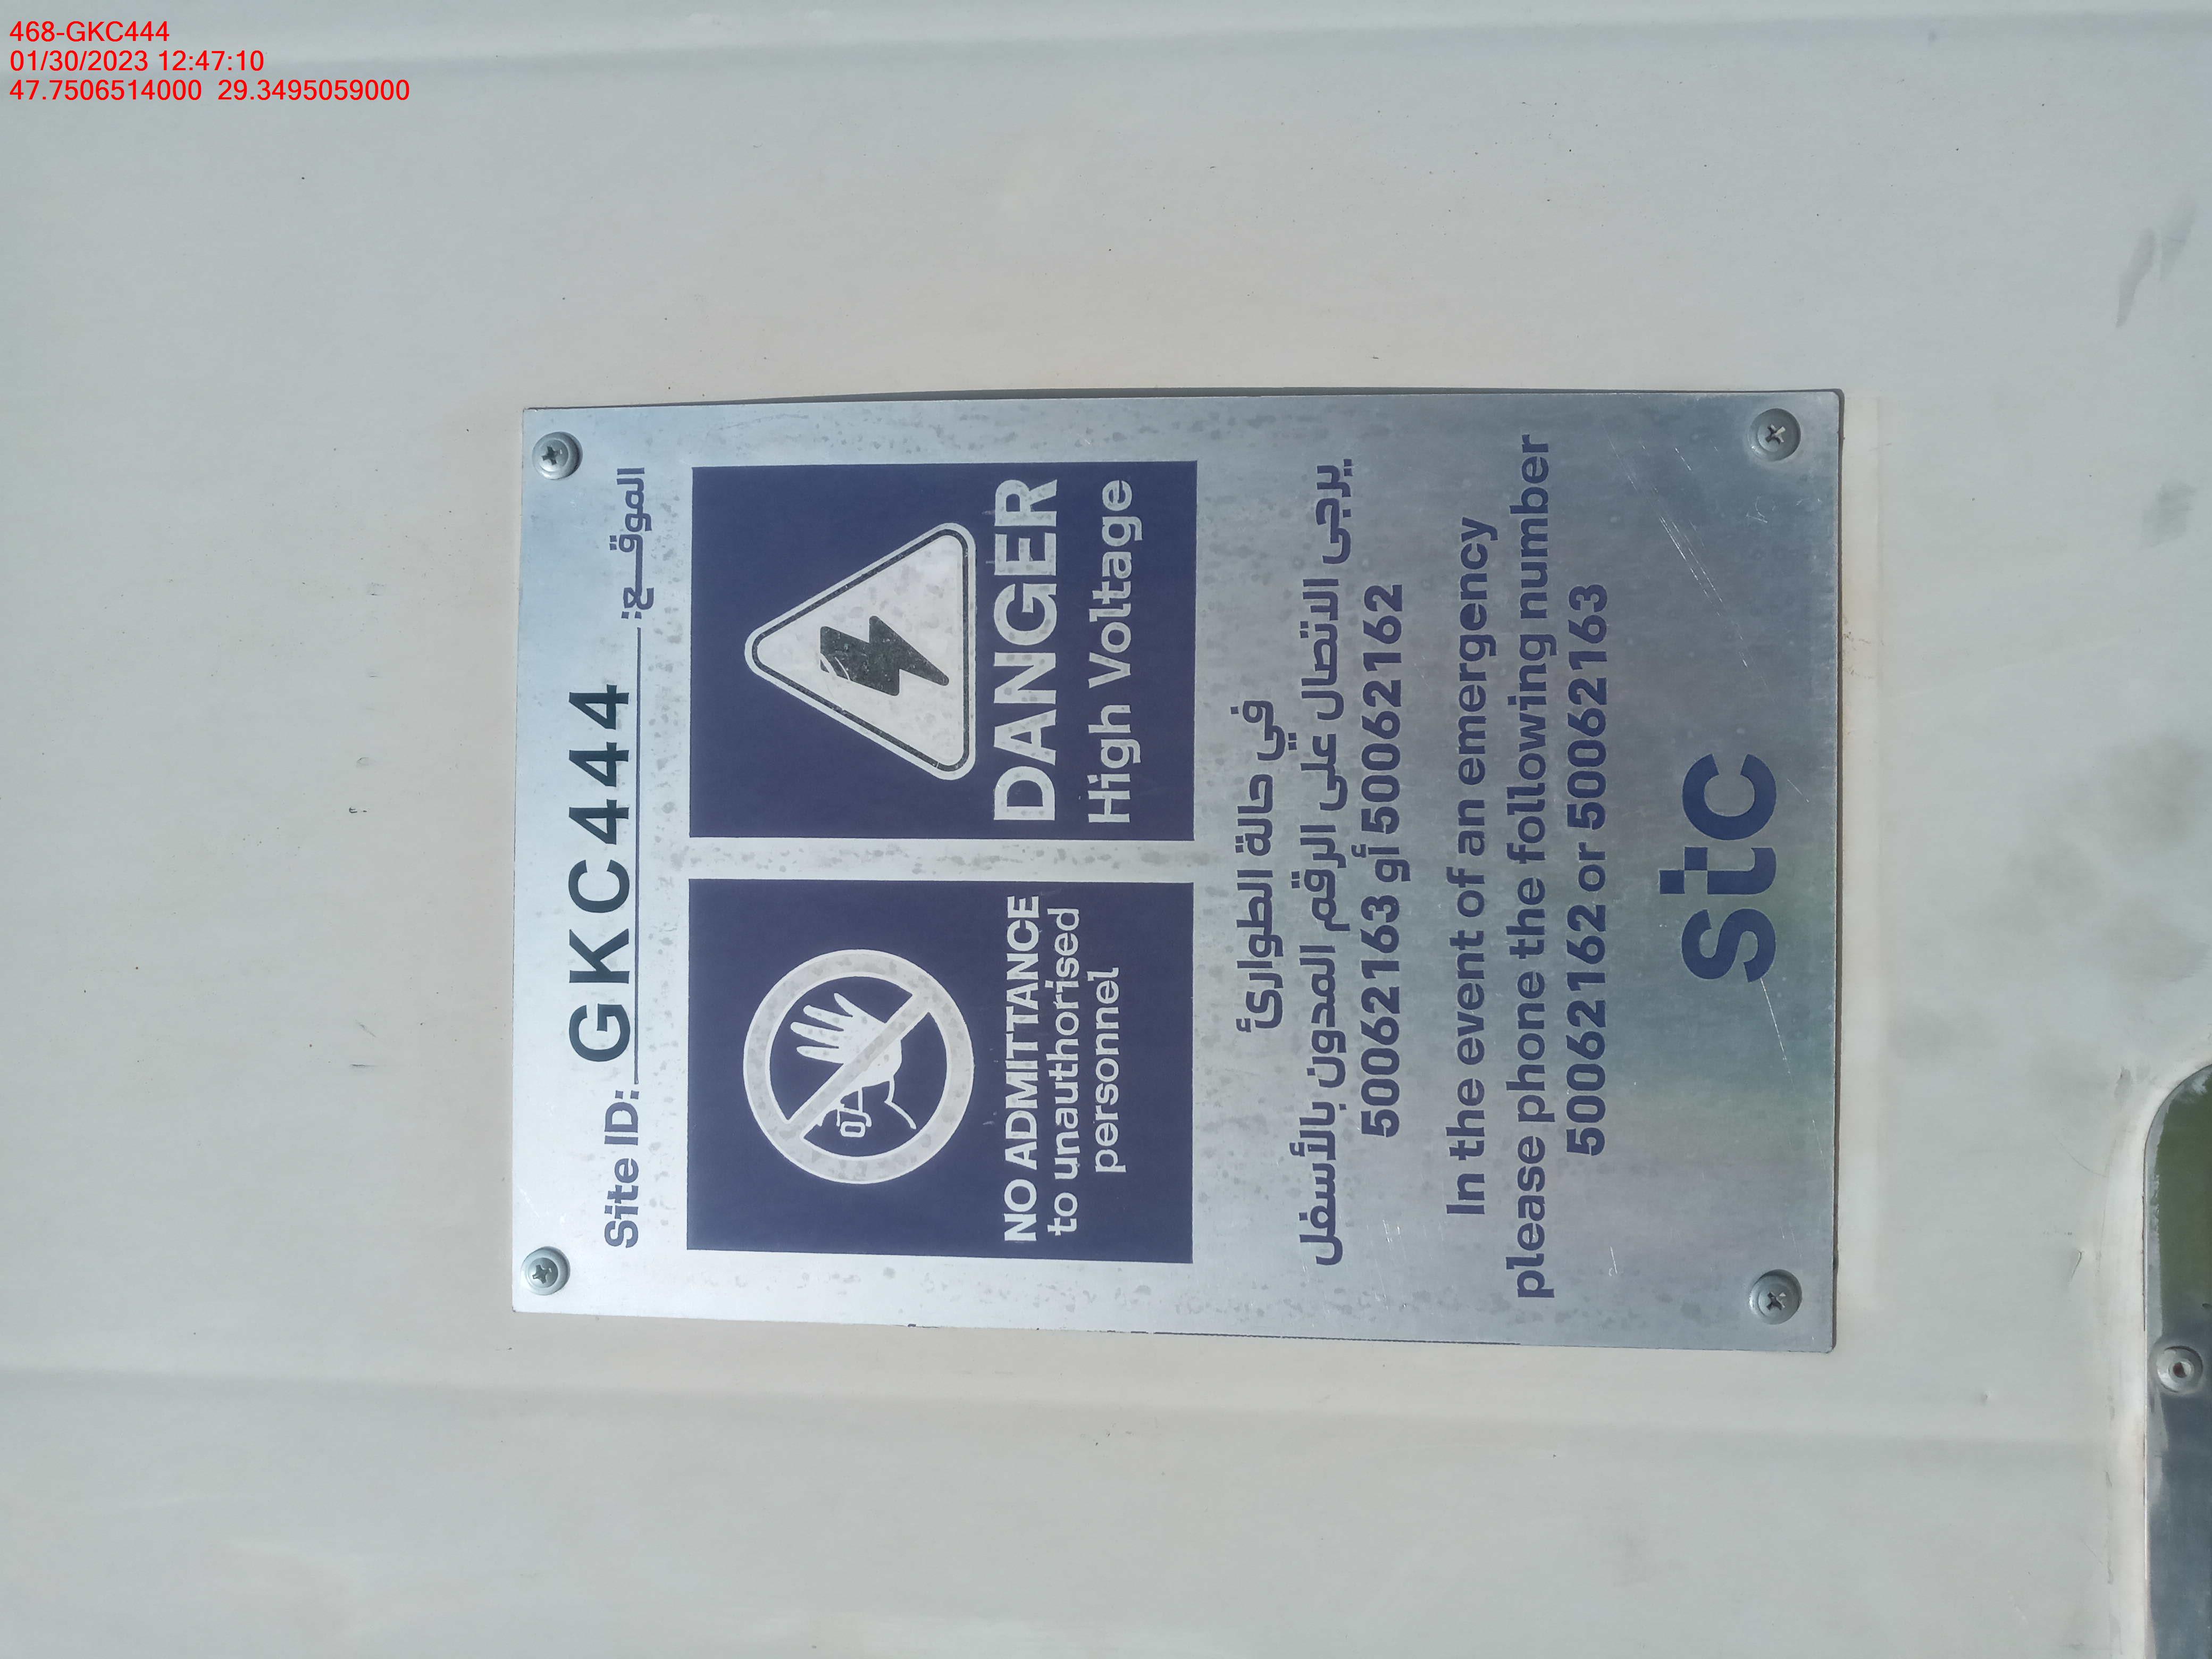 468-GKC444
01/30/2023 12:47:10
47.7506514000 29.3495059000
Site ID: GKC444 الموقع:
NO ADMITTANCE
to unauthorised
personnel
DANGER
High Voltage
في حالة الطوارئ
يرجى الاتصال على الرقم المدون بالأسفل
50062163 أو 50062162
In the event of an emergency
please phone the following number
50062162 or 50062163
stc